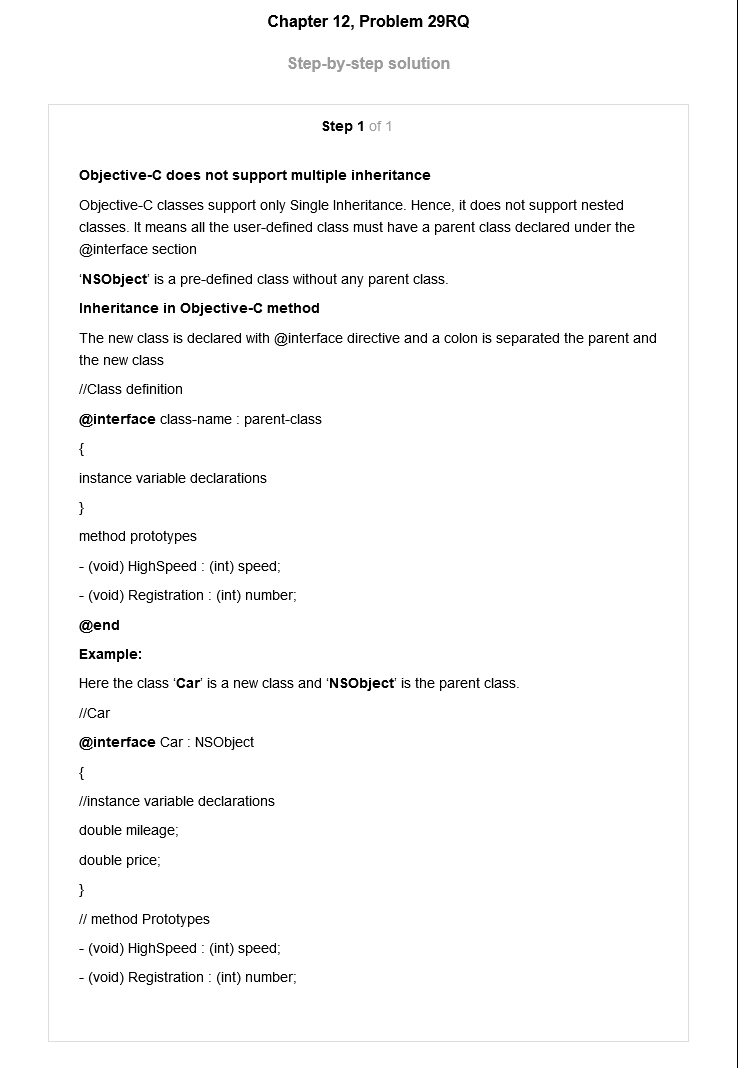 Chapter 12, Problem 29RQ
Step-by-step solution
Step 1 of 1
Objective-C does not support multiple inheritance
Objective-C classes support only Single Inheritance. Hence, it does not support nested
classes. It means all the user-defined class must have a parent class declared under the
@interface section
‘NSObject’ is a pre-defined class without any parent class.
Inheritance in Objective-C method
The new class is declared with @interface directive and a colon is separated the parent and
the new class
//Class definition
@interface class-name : parent-class
{
instance variable declarations
}
method prototypes
- (void) HighSpeed : (int) speed;
- (void) Registration : (int) number;
@end
Example:
Here the class ‘Car’ is a new class and ‘NSObject’ is the parent class.
//Car
@interface Car : NSObject
{
//instance variable declarations
double mileage;
double price;
}
// method Prototypes
- (void) HighSpeed : (int) speed;
- (void) Registration : (int) number;